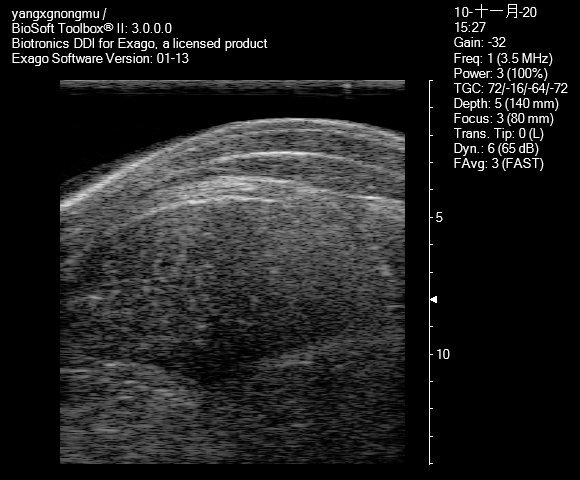 yangxgnongmu /
BioSoft Toolbox® II: 3.0.0.0
Biotronics DDI for Exago, a licensed product
Exago Software Version: 01-13
10-十一月-20
15:27
Gain: -32
Freq: 1 (3.5 MHz)
Power: 3 (100%)
TGC: 72/-16/-64/-72
Depth: 5 (140 mm)
Focus: 3 (80 mm)
Trans. Tip: 0 (L)
Dyn.: 6 (65 dB)
FAvg: 3 (FAST)
5
10